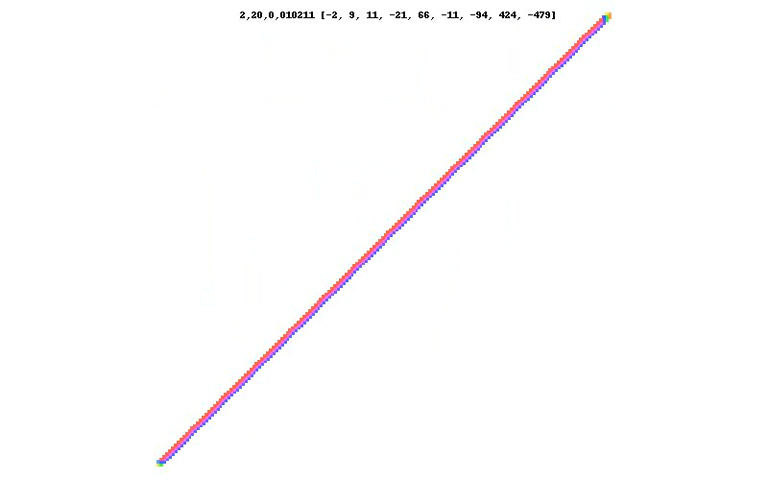 2,20,0,010211 [-2, 9, 11, -21, 66, -11, -94, 424, -479]